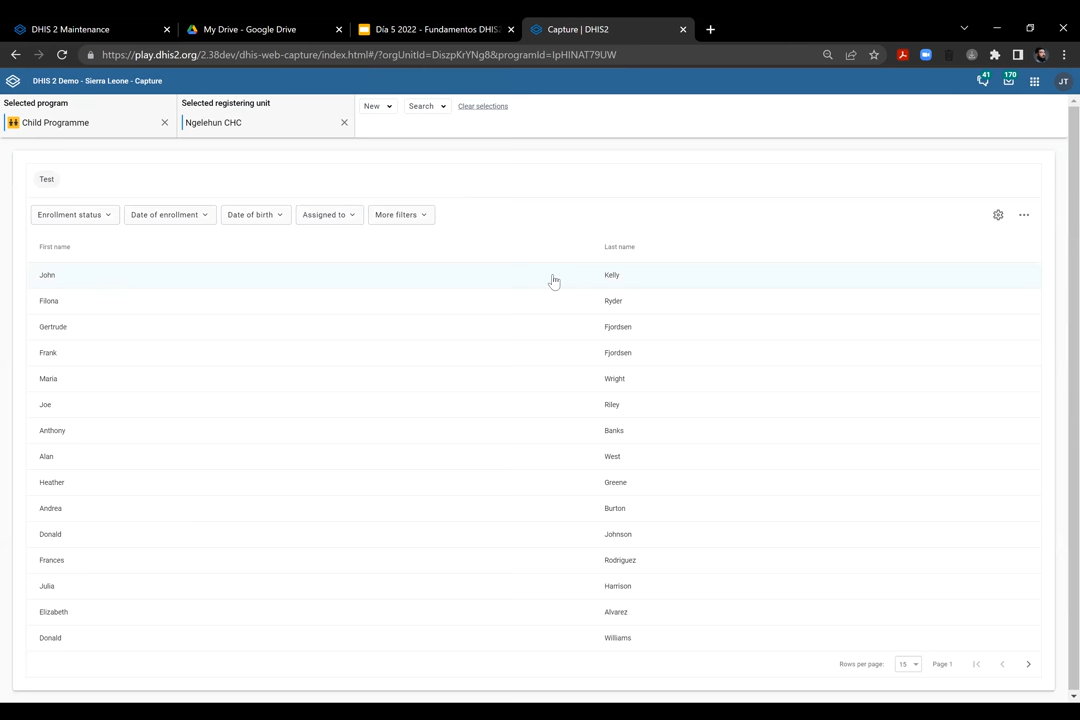 DHIS 2 Maintenance
My Drive - Google Drive
Día 5 2022 - Fundamentos DHIS2
Capture | DHIS2
https://play.dhis2.org/2.38dev/dhis-web-capture/index.html#/?orgUnitId=DiszpKrYNg8&programId=IpHINAT79UW
DHIS 2 Demo - Sierra Leone - Capture
41
170
JT
Selected program
Selected registering unit
New
Search
Clear selections
Child Programme
Ngelehun CHC
Test
Enrollment status
Date of enrollment
Date of birth
Assigned to
More filters
First name
Last name
John
Kelly
Filona
Ryder
Gertrude
Fjordsen
Frank
Fjordsen
Maria
Wright
Joe
Riley
Anthony
Banks
Alan
West
Heather
Greene
Andrea
Burton
Donald
Johnson
Frances
Rodriguez
Julia
Harrison
Elizabeth
Alvarez
Donald
Williams
Rows per page:
15
Page 1